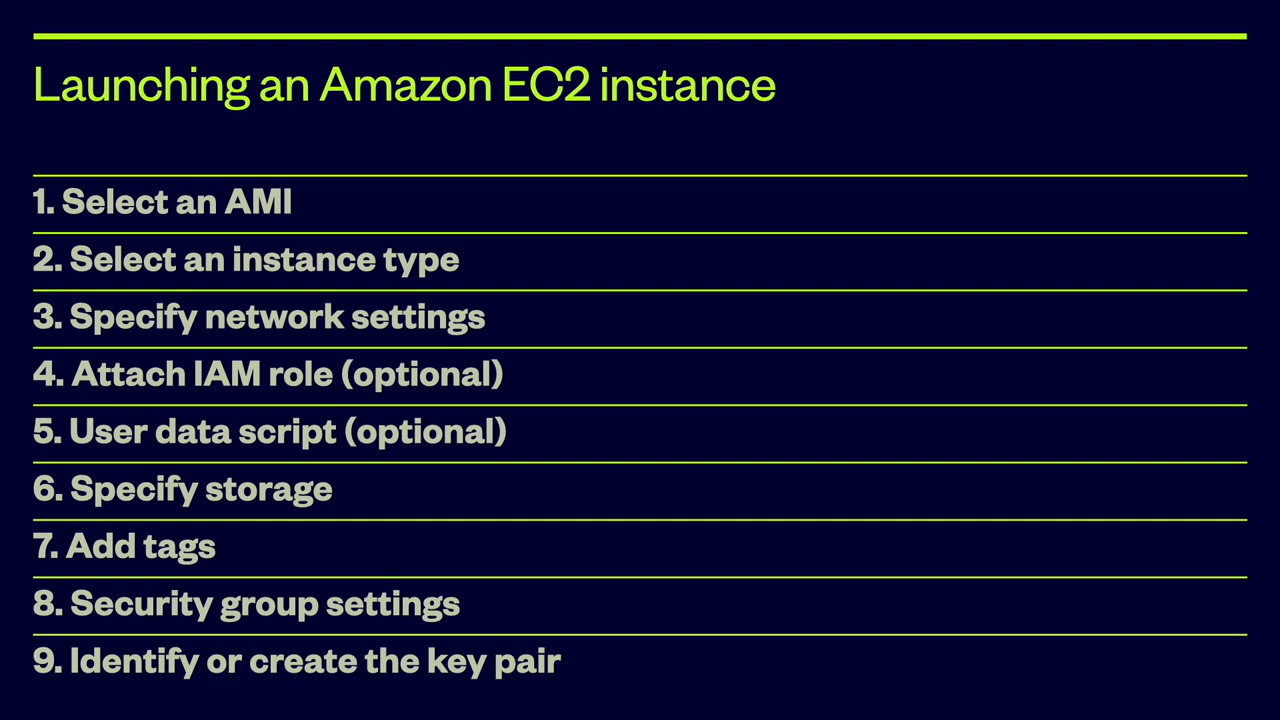 Launching an Amazon EC2 instance
1. Select an AMI
2. Select an instance type
3. Specify network settings
4. Attach IAM role (optional)
5. User data script (optional)
6. Specify storage
7. Add tags
8. Security group settings
9. Identify or create the key pair